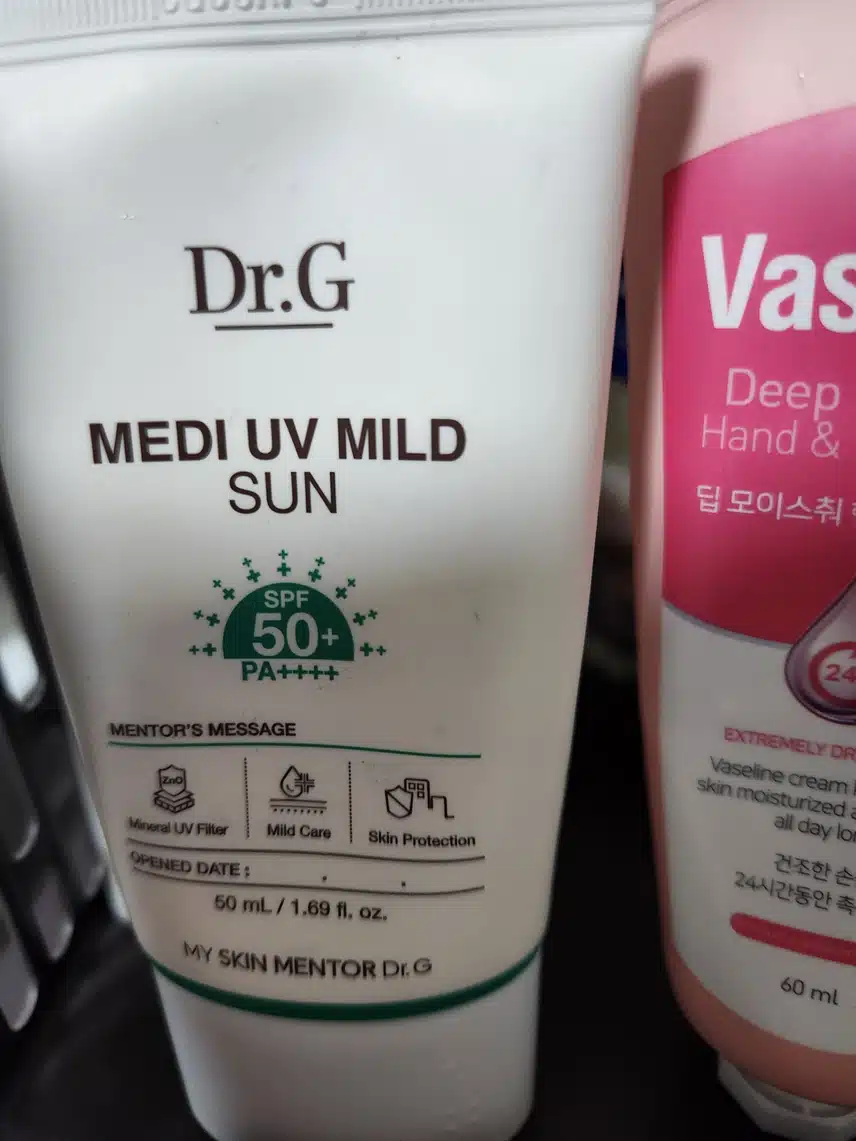 Dr.G
MEDI UV MILD
SUN
SPF
50+
PA++++
MENTOR'S MESSAGE
ZnO
Mineral UV Filter
Mild Care
Skin Protection
OPENED DATE :
50 mL / 1.69 fl. oz.
MY SKIN MENTOR Dr.G
Vas
Deep
Hand &
딥 모이스춰
24
EXTREMELY DR
Vaseline cream
skin moisturized
all day lo
건조한 손
24시간동안 촉
60 ml